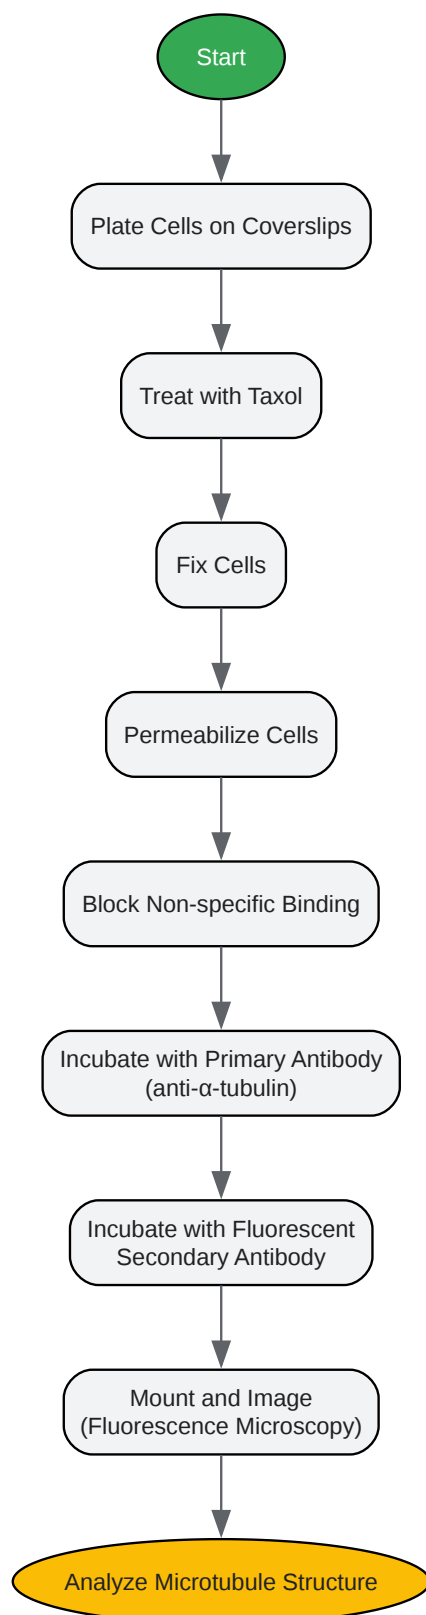 Start
Plate Cells on Coverslips
Treat with Taxol
Fix Cells
Permeabilize Cells
Block Non-specific Binding
Incubate with Primary Antibody
(anti-α-tubulin)
Incubate with Fluorescent
Secondary Antibody
Mount and Image
(Fluorescence Microscopy)
Analyze Microtubule Structure